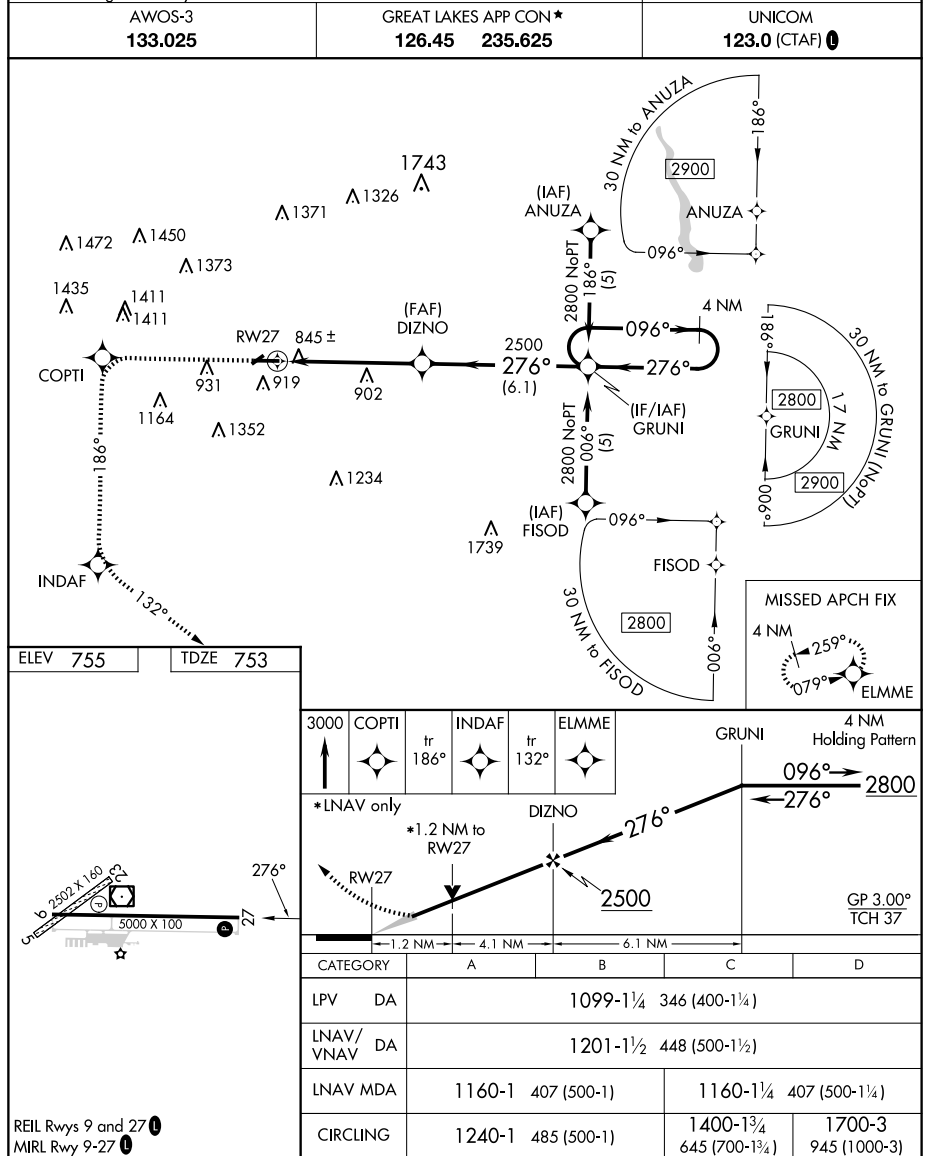 AWOS-3
133.025
GREAT LAKES APP CON ★
126.45 235.625
UNICOM
123.0 (CTAF) L
30 NM to ANUZA
186°
2900
ANUZA
096°
1743
1326
1371
1450
1472
1373
1435
1411
1411
(IAF)
ANUZA
2800 NoPT
186°
(5)
4 NM
096°
276°
(FAF)
DIZNO
RW27
845 ±
2500
276°
(6.1)
COPTI
931
919
902
1164
1352
1234
1739
(IF/IAF)
GRUNI
2800 NoPT
006°
(5)
(IAF)
FISOD
186°
30 NM to GRUNI (NoPT)
2800
17 NM
GRUNI
2900
006°
186°
INDAF
132°
096°
FISOD
2800
006°
30 NM to FISOD
MISSED APCH FIX
4 NM
259°
079°
ELMME
ELEV 755
TDZE 753
2502 X 160
5000 X 100
5
23
9
27
P
P
276°
REIL Rwys 9 and 27 L
MIRL Rwy 9-27 L
3000
COPTI
tr
186°
INDAF
tr
132°
ELMME
GRUNI
4 NM
Holding Pattern
096°
276°
2800
*LNAV only
*1.2 NM to
RW27
DIZNO
276°
RW27
2500
GP 3.00°
TCH 37
1.2 NM
4.1 NM
6.1 NM
CATEGORY A B C D
LPV DA 1099-1¼ 346 (400-1¼)
LNAV/
VNAV DA 1201-1½ 448 (500-1½)
LNAV MDA 1160-1 407 (500-1) 1160-1¼ 407 (500-1¼)
CIRCLING 1240-1 485 (500-1) 1400-1¾ 1700-3
645 (700-1¾) 945 (1000-3)